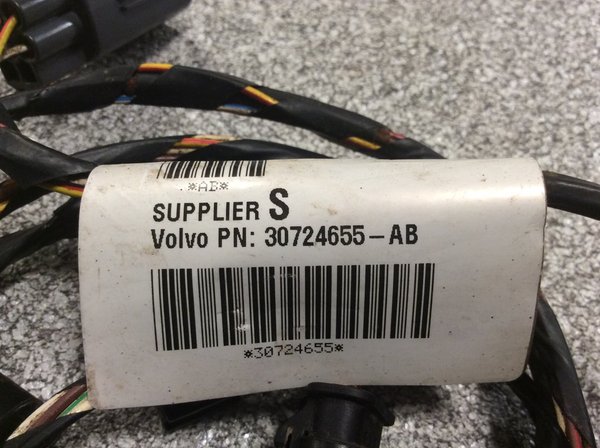 *AB*
SUPPLIER S
Volvo PN: 30724655-AB
*30724655*